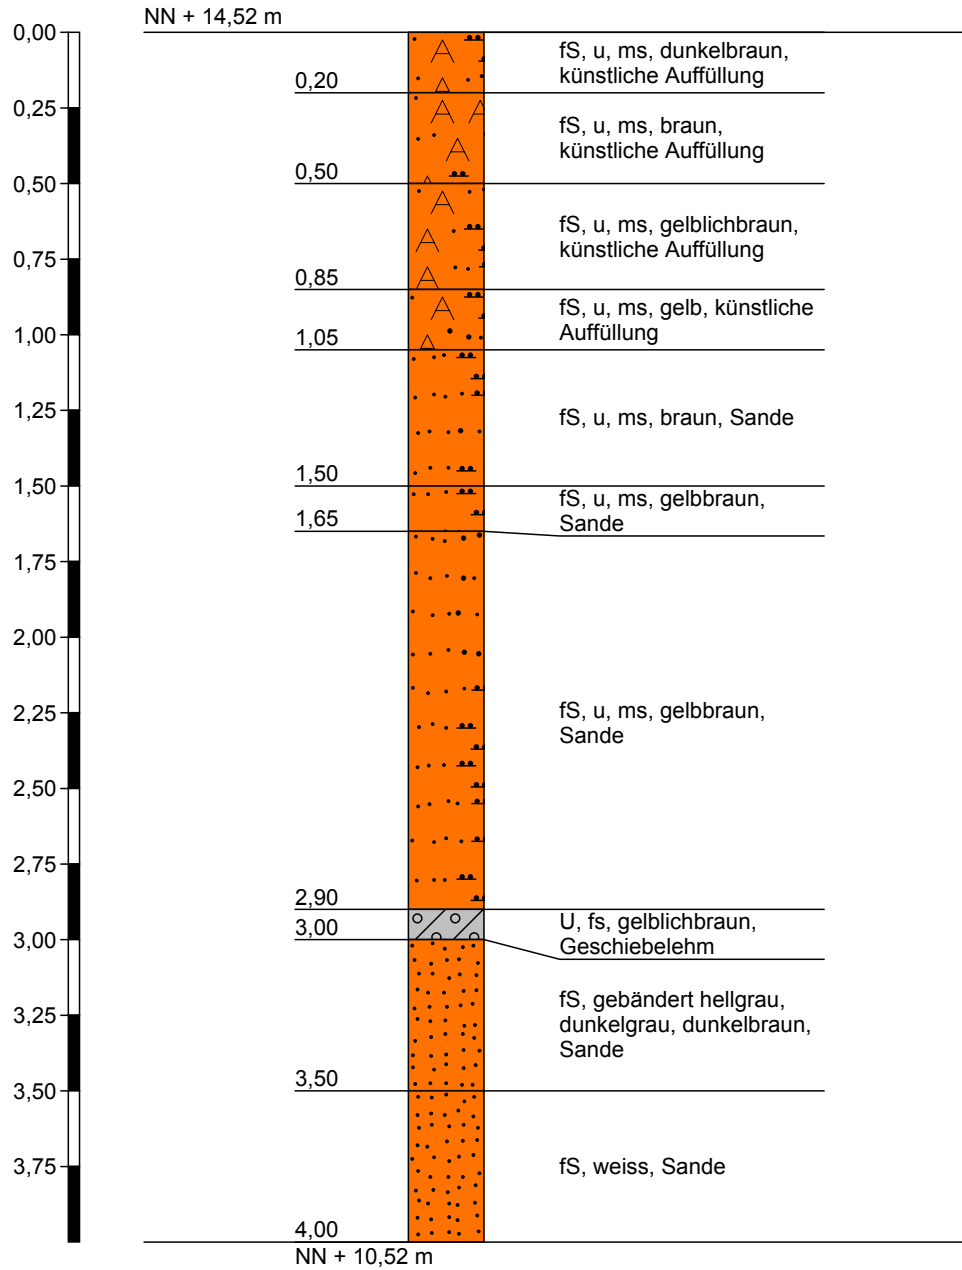 NN + 14,52 m
0,00
fS, u, ms, dunkelbraun,
künstliche Auffüllung
0,20
0,25
fS, u, ms, braun,
künstliche Auffüllung
0,50
0,50
fS, u, ms, gelblichbraun,
künstliche Auffüllung
0,75
0,85
fS, u, ms, gelb, künstliche
Auffüllung
1,00
1,05
1,25
fS, u, ms, braun, Sande
1,50
1,50
fS, u, ms, gelbbraun,
Sande
1,65
1,75
2,00
2,25
fS, u, ms, gelbbraun,
Sande
2,50
2,75
2,90
U, fs, gelblichbraun,
Geschiebelehm
3,00
3,00
fS, gebändert hellgrau,
dunkelgrau, dunkelbraun,
Sande
3,25
3,50
3,50
3,75
fS, weiss, Sande
4,00
NN + 10,52 m